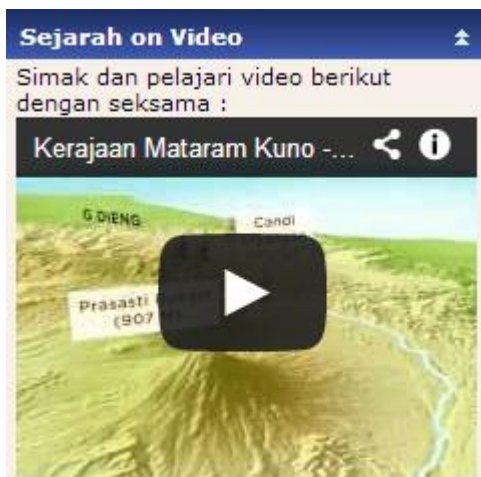 Sejarah on Video
Simak dan pelajari video berikut
dengan seksama :
Kerajaan Mataram Kuno -...
G DIENG
Candi
Prasasti
(907